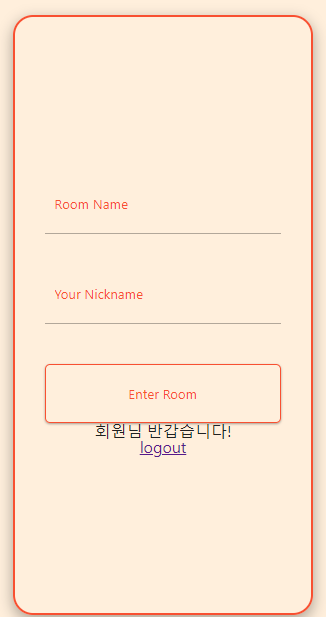 Room Name
Your Nickname
Enter Room
회원님 반갑습니다!
logout